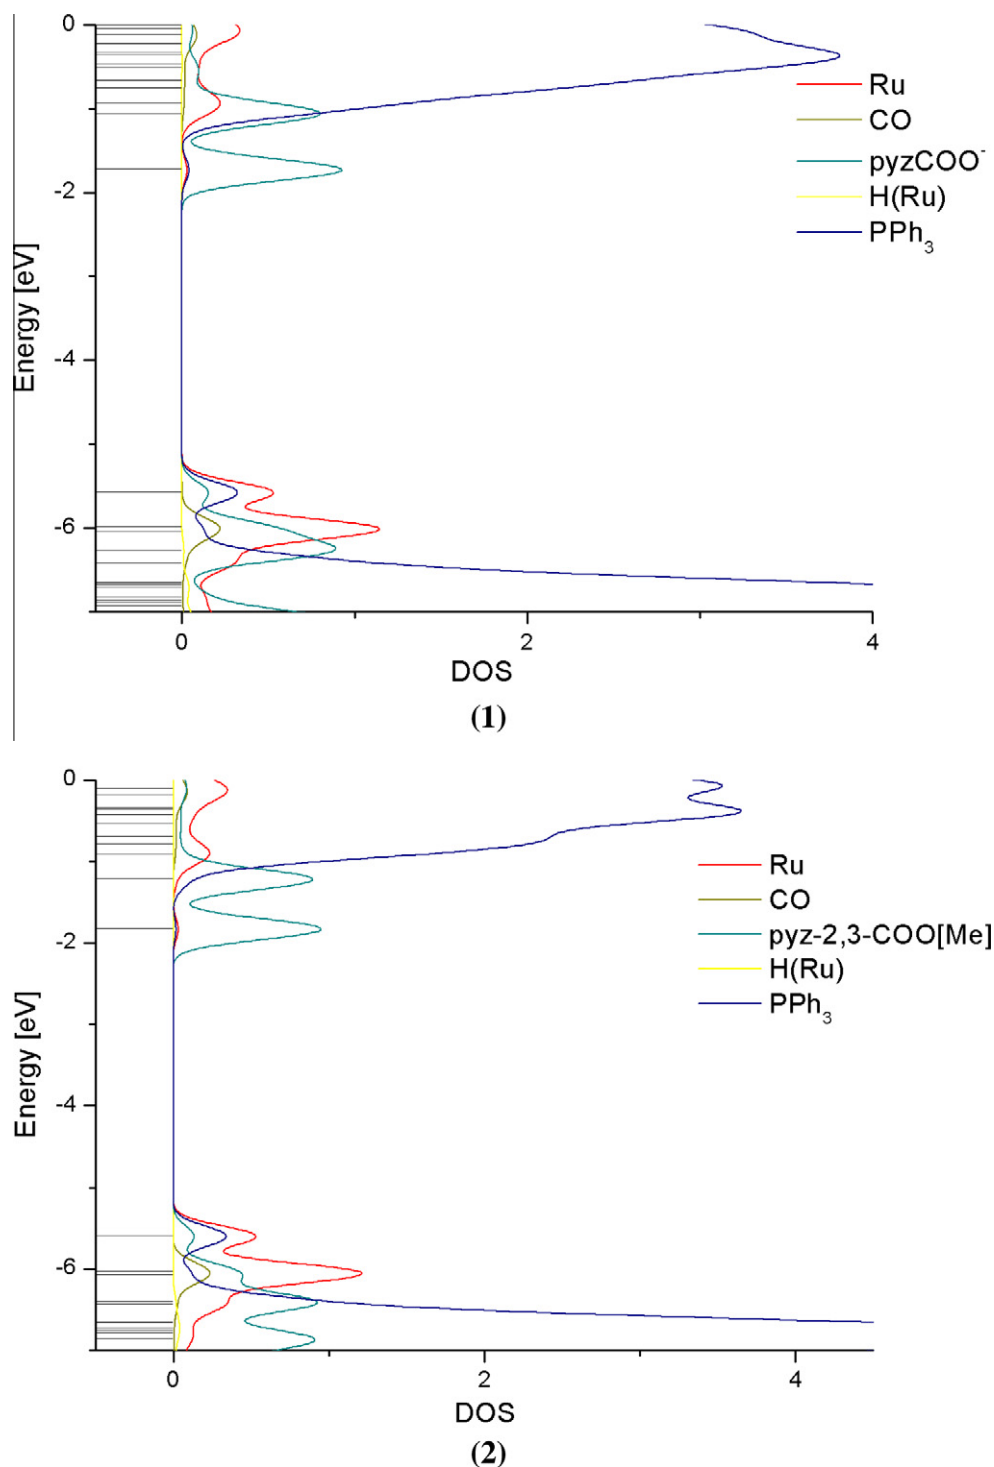 0
-2
-4
-6
Energy [eV]
0
2
4
DOS
Ru
CO
pyzCOO⁻
H(Ru)
PPh₃
(1)
0
-2
-4
-6
Energy [eV]
0
2
4
DOS
Ru
CO
pyz-2,3-COO[Me]
H(Ru)
PPh₃
(2)